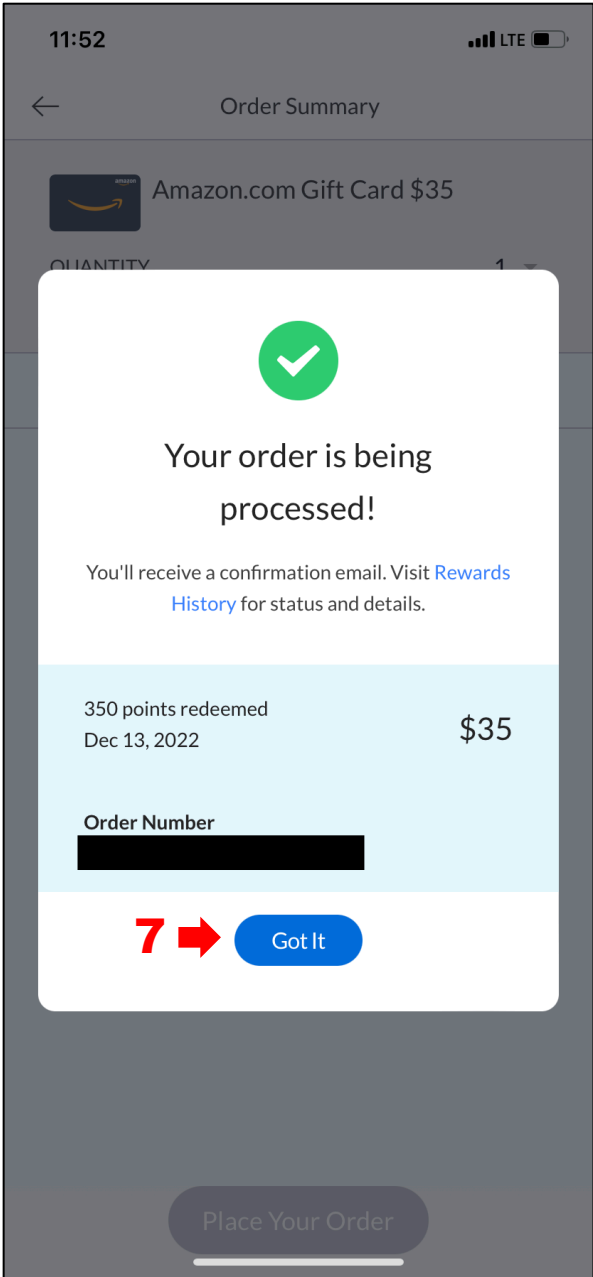 11:52
LTE
Order Summary
amazon
Amazon.com Gift Card $35
QUANTITY
1
Your order is being
processed!
You'll receive a confirmation email. Visit Rewards
History for status and details.
350 points redeemed
Dec 13, 2022
$35
Order Number
7
Got It
Place Your Order